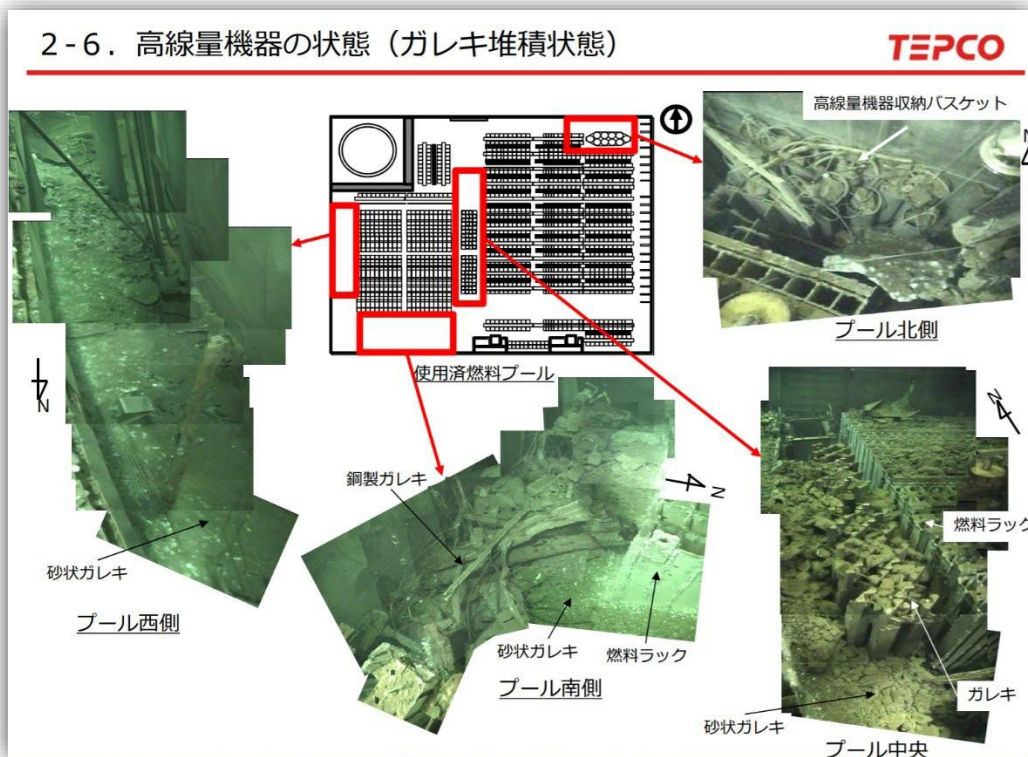 2-6. 高線量機器の状態（ガレキ堆積状態）
TEPCO
高線量機器収納バスケット
N
プール北側
使用済燃料プール
N
砂状ガレキ
プール西側
鋼製ガレキ
N
砂状ガレキ
燃料ラック
プール南側
N
燃料ラック
ガレキ
砂状ガレキ
プール中央